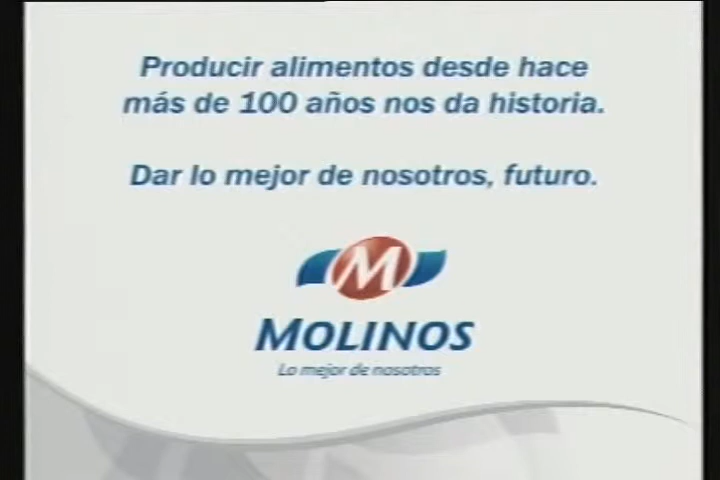 Producir alimentos desde hace
más de 100 años nos da historia.
Dar lo mejor de nosotros, futuro.
M
MOLINOS
Lo mejor de nosotros